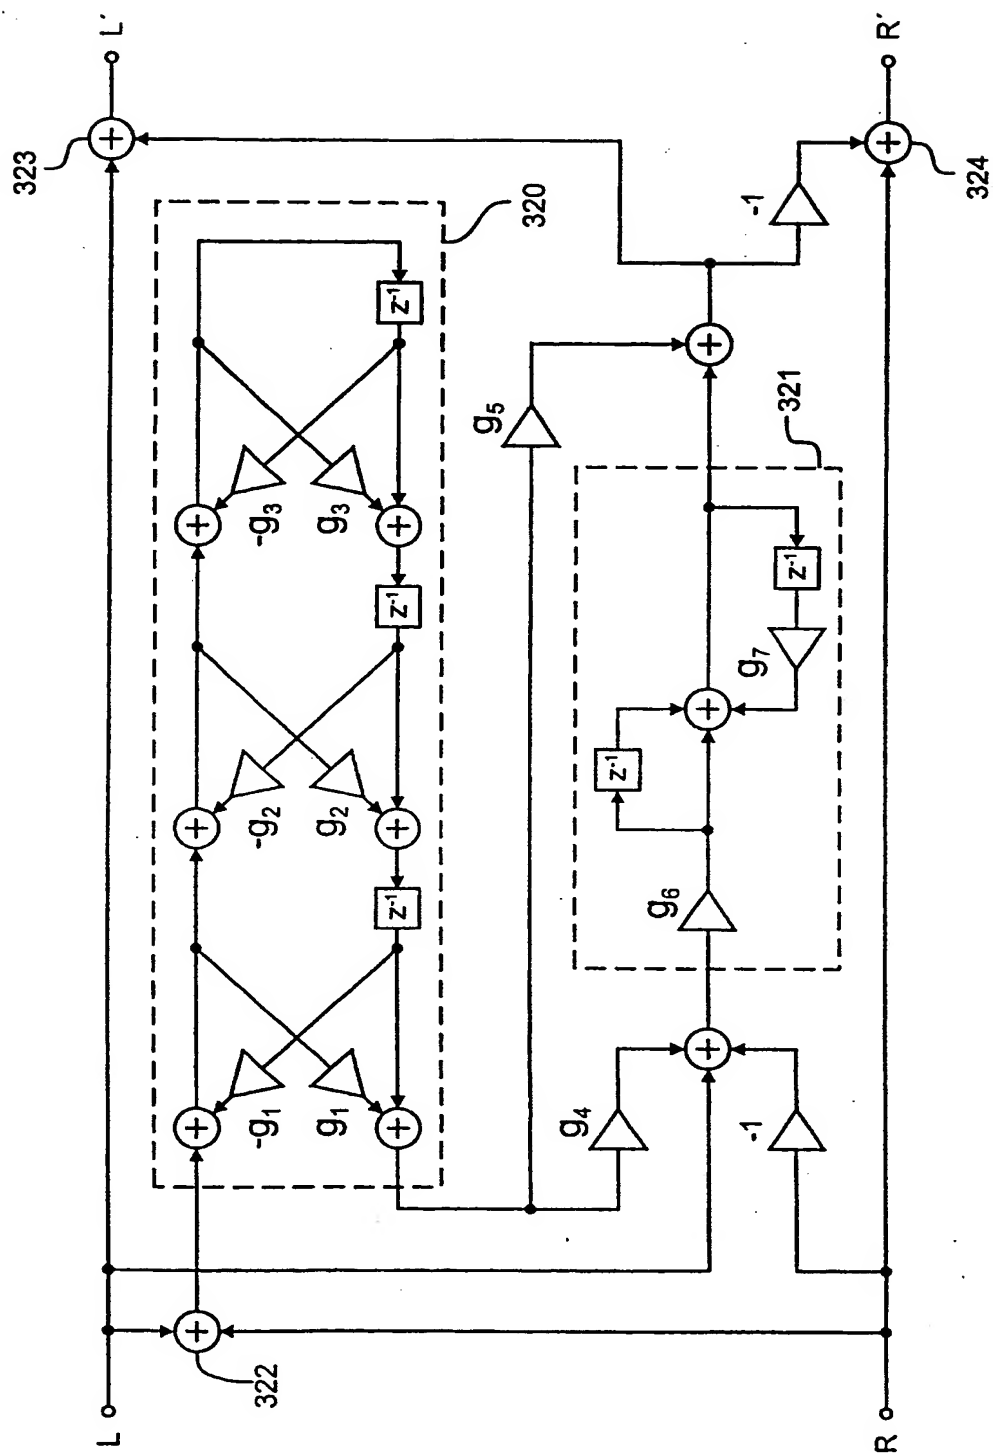 L
L'
323
322
320
-g₁
g₁
-g₂
g₂
-g₃
g₃
z⁻¹
z⁻¹
z⁻¹
g₄
g₅
-1
g₆
z⁻¹
g₇
z⁻¹
321
-1
324
R
R'